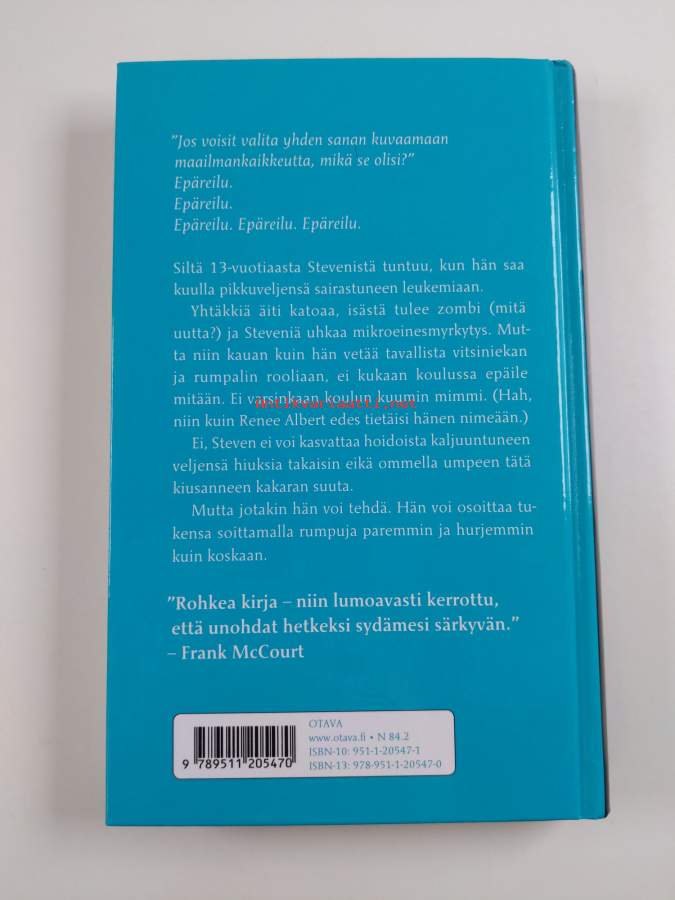 ”Jos voisit valita yhden sanan kuvaamaan
maailmankaikkeutta, mikä se olisi?”
Epäreilu.
Epäreilu.
Epäreilu. Epäreilu. Epäreilu.
Siltä 13-vuotiaasta Stevenistä tuntuu, kun hän saa
kuulla pikkuveljensä sairastuneen leukemiaan.
Yhtäkkiä äiti katoaa, isästä tulee zombi (mitä
uutta?) ja Steveniä uhkaa mikroeinesmyrkytys. Mut-
ta niin kauan kuin hän vetää tavallista vitsiniekan
ja rumpalin rooliaan, ei kukaan koulussa epäile
mitään. Ei varsinkaan koulun kuumin mimmi. (Hah,
antikvariaatti.net
niin kuin Renee Albert edes tietäisi hänen nimeään.)
Ei, Steven ei voi kasvattaa hoidoista kaljuuntuneen
veljensä hiuksia takaisin eikä ommella umpeen tätä
kiusanneen kakaran suuta.
Mutta jotakin hän voi tehdä. Hän voi osoittaa tu-
kensa soittamalla rumpuja paremmin ja hurjemmin
kuin koskaan.
”Rohkea kirja – niin lumoavasti kerrottu,
että unohdat hetkeksi sydämesi särkyvän.”
– Frank McCourt
OTAVA
www.otava.fi • N 84.2
ISBN-10: 951-1-20547-1
ISBN-13: 978-951-1-20547-0
9 789511 205470